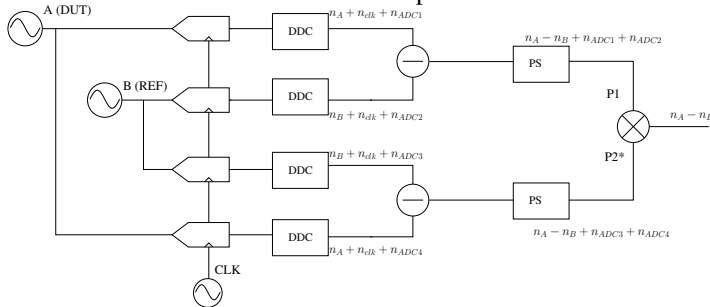 A (DUT)
DDC
n_A + n_clk + n_ADC1
n_A − n_B + n_ADC1 + n_ADC2
PS
B (REF)
DDC
n_B + n_clk + n_ADC2
P1
n_A − n_B
n_B + n_clk + n_ADC3
P2*
DDC
PS
DDC
n_A − n_B + n_ADC3 + n_ADC4
n_A + n_clk + n_ADC4
CLK